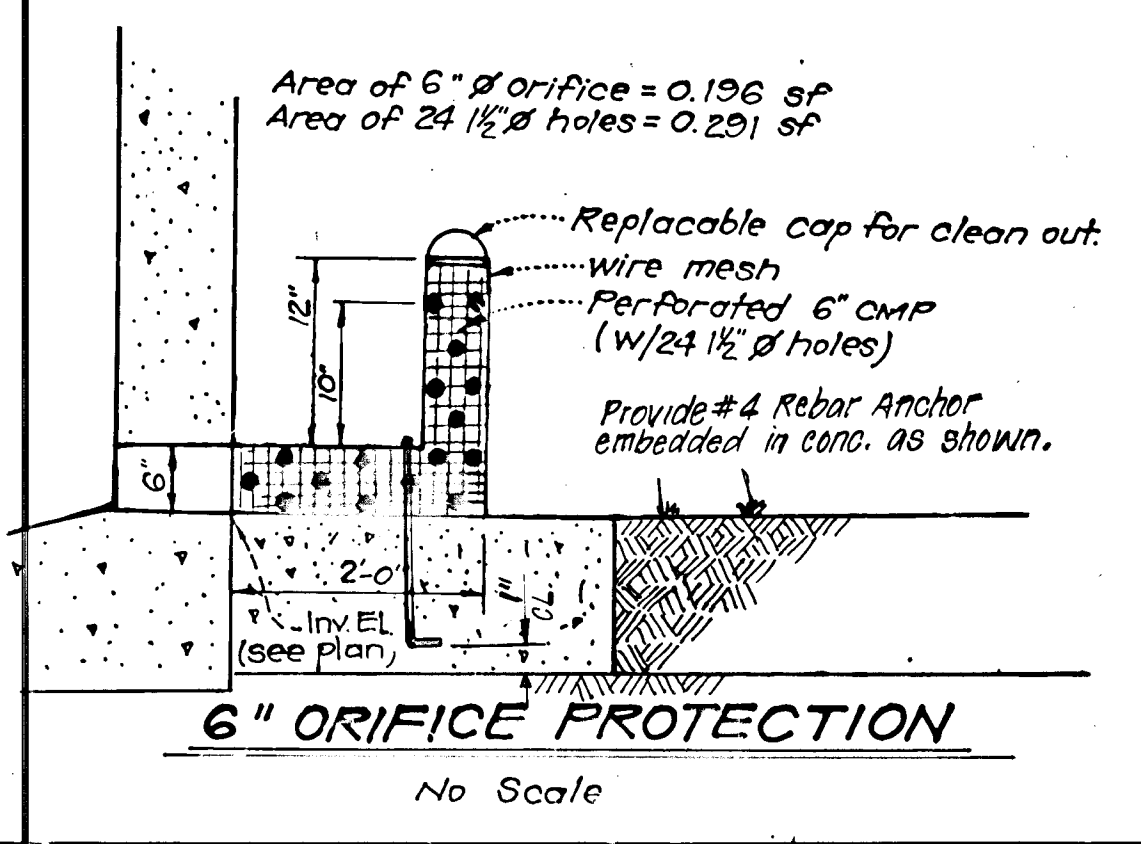 Area of 6" Ø orifice = 0.196 sf
Area of 24 1½" Ø holes = 0.291 sf
Replacable cap for clean out.
wire mesh
Perforated 6" CMP
(W/24 1½" Ø holes)
12"
10"
Provide #4 Rebar Anchor
embedded in conc. as shown.
6"
2'-0"
1"
CL.
Inv. EL.
(see plan)
6" ORIFICE PROTECTION
No Scale